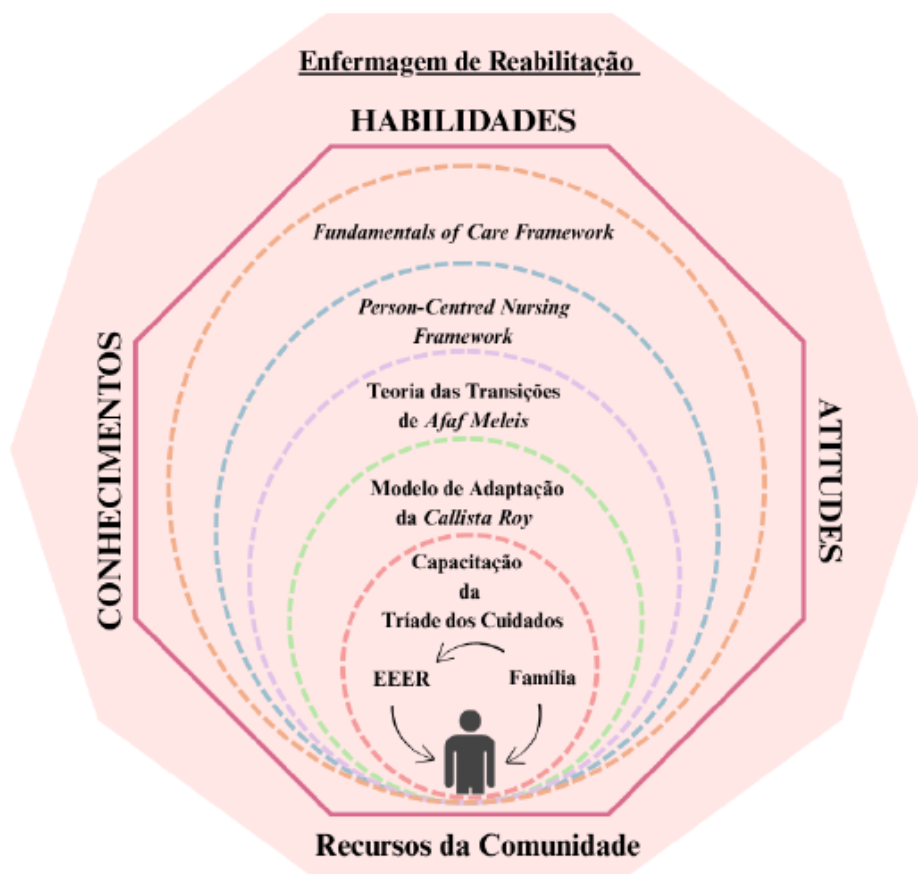 Enfermagem de Reabilitação
HABILIDADES
Fundamentals of Care Framework
Person-Centred Nursing
Framework
CONHECIMENTOS
ATITUDES
Teoria das Transições
de Afaf Meleis
Modelo de Adaptação
da Callista Roy
Capacitação
da
Tríade dos Cuidados
EEER
Família
Recursos da Comunidade